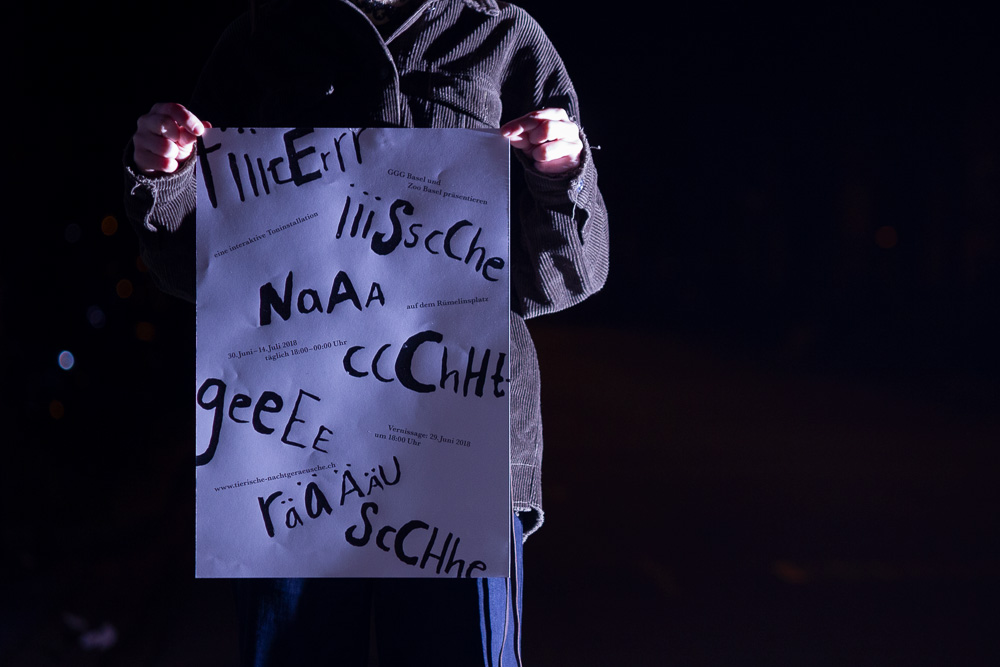 TiiieErrr
GGG Basel und
Zoo Basel präsentieren
iiiSscChe
eine interaktive Toninstallation
NaAA
auf dem Rümelinsplatz
30. Juni – 14. Juli 2018
täglich 18:00 – 00:00 Uhr
ccChHt
geeEE
Vernissage: 29. Juni 2018
um 18:00 Uhr
www.tierische-nachtgeraeusche.ch
rääÄÄU
ScCHhe